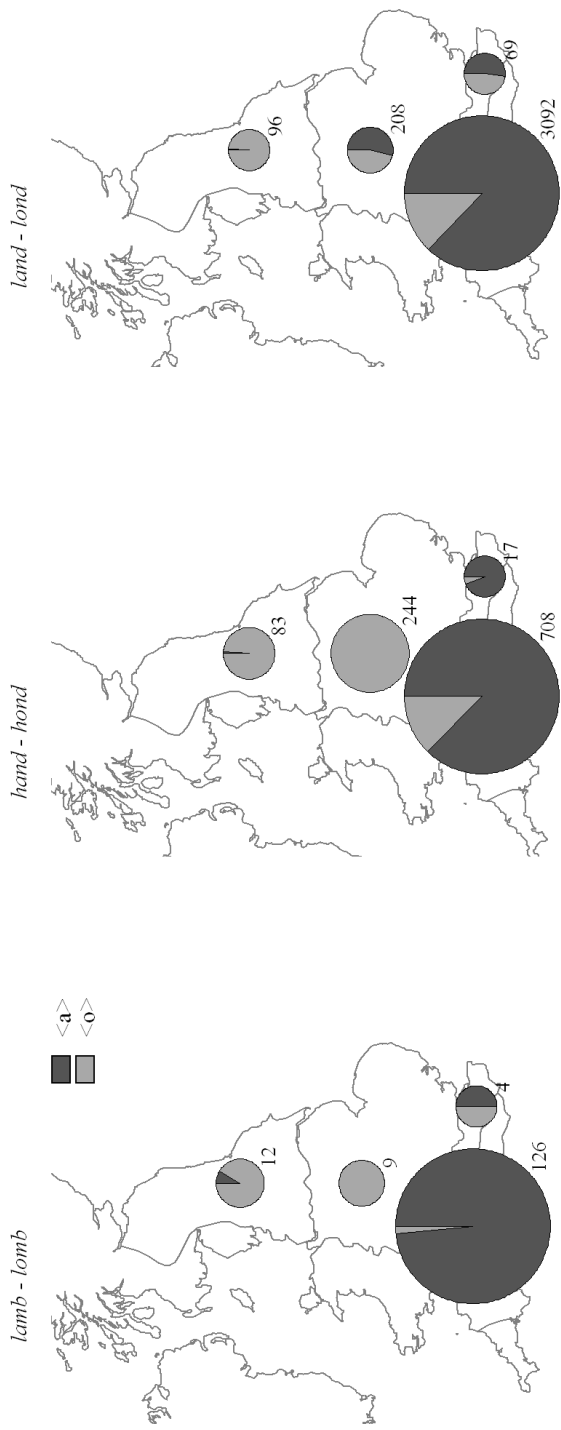 lamb - lomb
12
9
4
126
<a>
<o>
hand - hond
83
244
17
708
land - lond
96
208
69
3092